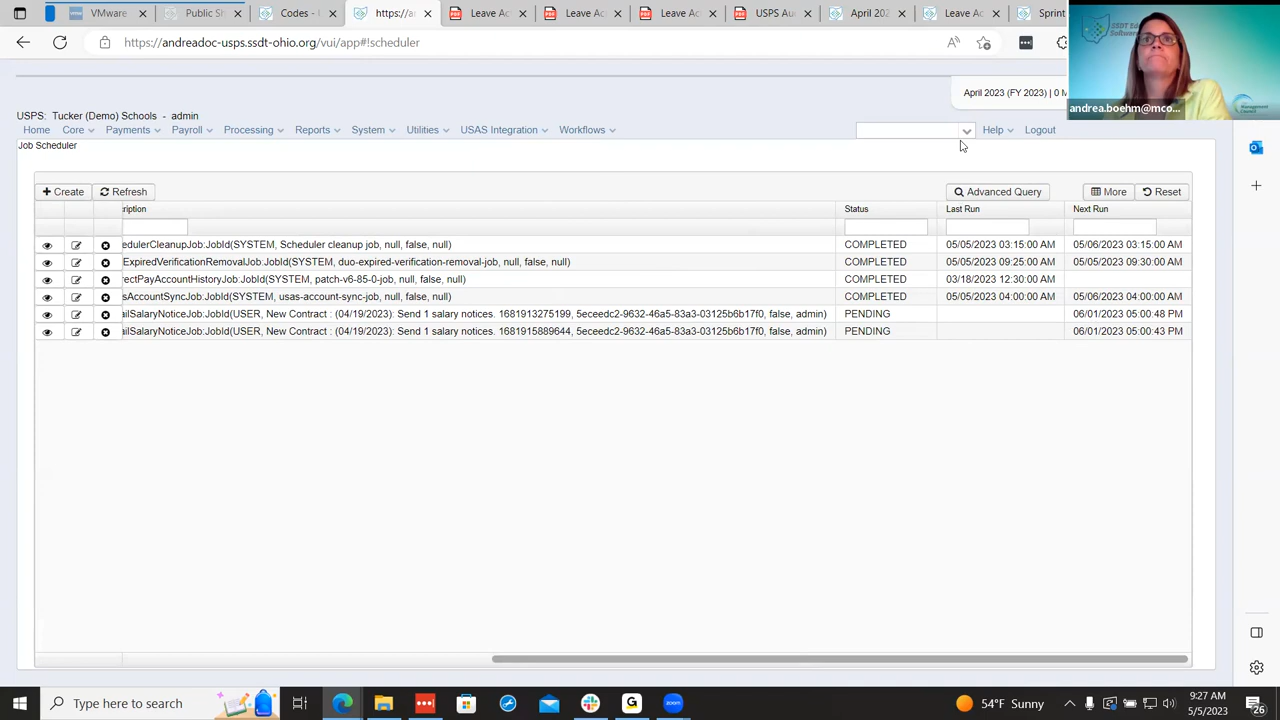 VMware
Public Sh
Codes -
https://ar
Leave Ac
Leave Ac
Leave Ac
USPS Aug
April 202
Leave Ac
Sprint
https://andreadoc-usps.ssdt-ohio.org/vui/app#!scheduler
andrea.boehm@mco...
April 2023 (FY 2023) | 0 M
USPS: Tucker (Demo) Schools - admin
Home Core Payments Payroll Processing Reports System Utilities USAS Integration Workflows Help Logout
Job Scheduler
Create Refresh Advanced Query More Reset
ription Status Last Run Next Run
edulerCleanupJob:JobId(SYSTEM, Scheduler cleanup job, null, false, null) COMPLETED 05/05/2023 03:15:00 AM 05/06/2023 03:15:00 AM
ExpiredVerificationRemovalJob:JobId(SYSTEM, duo-expired-verification-removal-job, null, false, null) COMPLETED 05/05/2023 09:25:00 AM 05/05/2023 09:30:00 AM
rectPayAccountHistoryJob:JobId(SYSTEM, patch-v6-85-0-job, null, false, null) COMPLETED 03/18/2023 12:30:00 AM
asAccountSyncJob:JobId(SYSTEM, usas-account-sync-job, null, false, null) COMPLETED 05/05/2023 04:00:00 AM 05/06/2023 04:00:00 AM
ailSalaryNoticeJob:JobId(USER, New Contract : (04/19/2023): Send 1 salary notices. 1681913275199, 5eceedc2-9632-46a5-83a3-03125b6b17f0, false, admin) PENDING 06/01/2023 05:00:48 PM
ailSalaryNoticeJob:JobId(USER, New Contract : (04/19/2023): Send 1 salary notices. 1681915889644, 5eceedc2-9632-46a5-83a3-03125b6b17f0, false, admin) PENDING 06/01/2023 05:00:43 PM
Type here to search
54°F Sunny
9:27 AM
5/5/2023
26